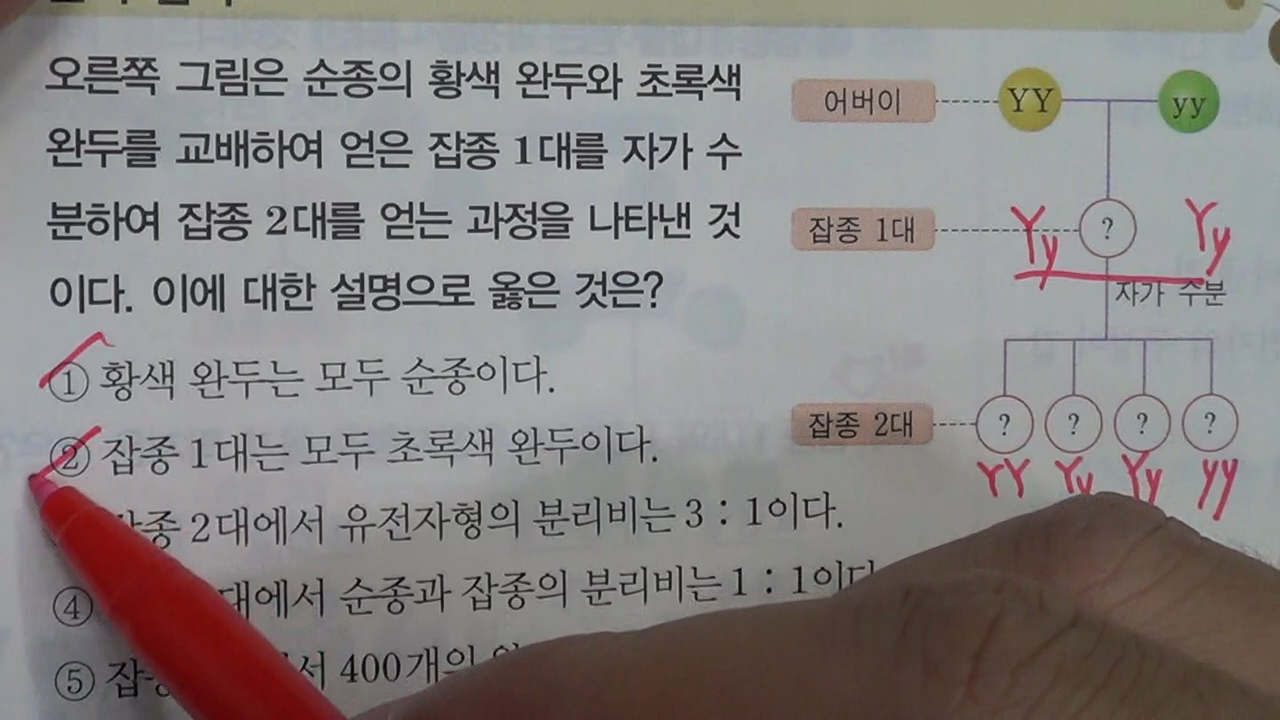 오른쪽 그림은 순종의 황색 완두와 초록색
완두를 교배하여 얻은 잡종 1대를 자가 수
분하여 잡종 2대를 얻는 과정을 나타낸 것
이다. 이에 대한 설명으로 옳은 것은?
① 황색 완두는 모두 순종이다.
② 잡종 1대는 모두 초록색 완두이다.
잡종 2대에서 유전자형의 분리비는 3 : 1이다.
④ 대에서 순종과 잡종의 분리비는 1 : 1이다
⑤ 잡종 서 400개의
어버이 YY yy
잡종 1대 Yy ? Yy
자가 수분
잡종 2대 ? ? ? ?
YY Yy Yy yy